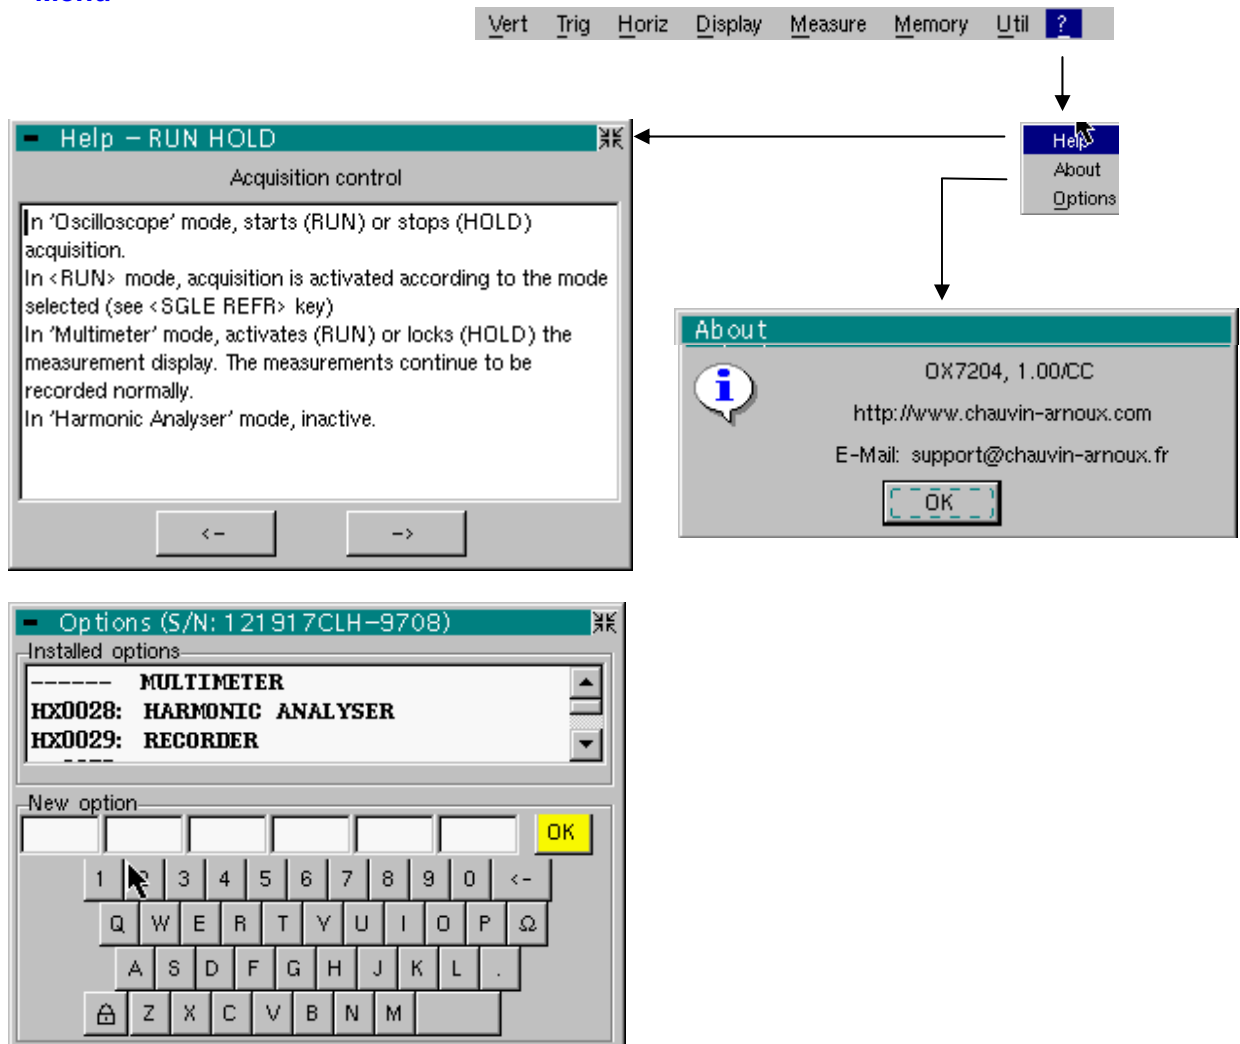 Vert Trig Horiz Display Measure Memory Util ?
Help
About
Options
Help – RUN HOLD
Acquisition control
In 'Oscilloscope' mode, starts (RUN) or stops (HOLD)
acquisition.
In <RUN> mode, acquisition is activated according to the mode
selected (see <SGLE REFR> key)
In 'Multimeter' mode, activates (RUN) or locks (HOLD) the
measurement display. The measurements continue to be
recorded normally.
In 'Harmonic Analyser' mode, inactive.
<- ->
About
OX7204, 1.00/CC
http://www.chauvin-arnoux.com
E-Mail: support@chauvin-arnoux.fr
OK
Options (S/N: 121917CLH-9708)
Installed options
------ MULTIMETER
HX0028: HARMONIC ANALYSER
HX0029: RECORDER
New option
OK
1 2 3 4 5 6 7 8 9 0 <-
Q W E R T Y U I O P Ω
A S D F G H J K L .
Z X C V B N M